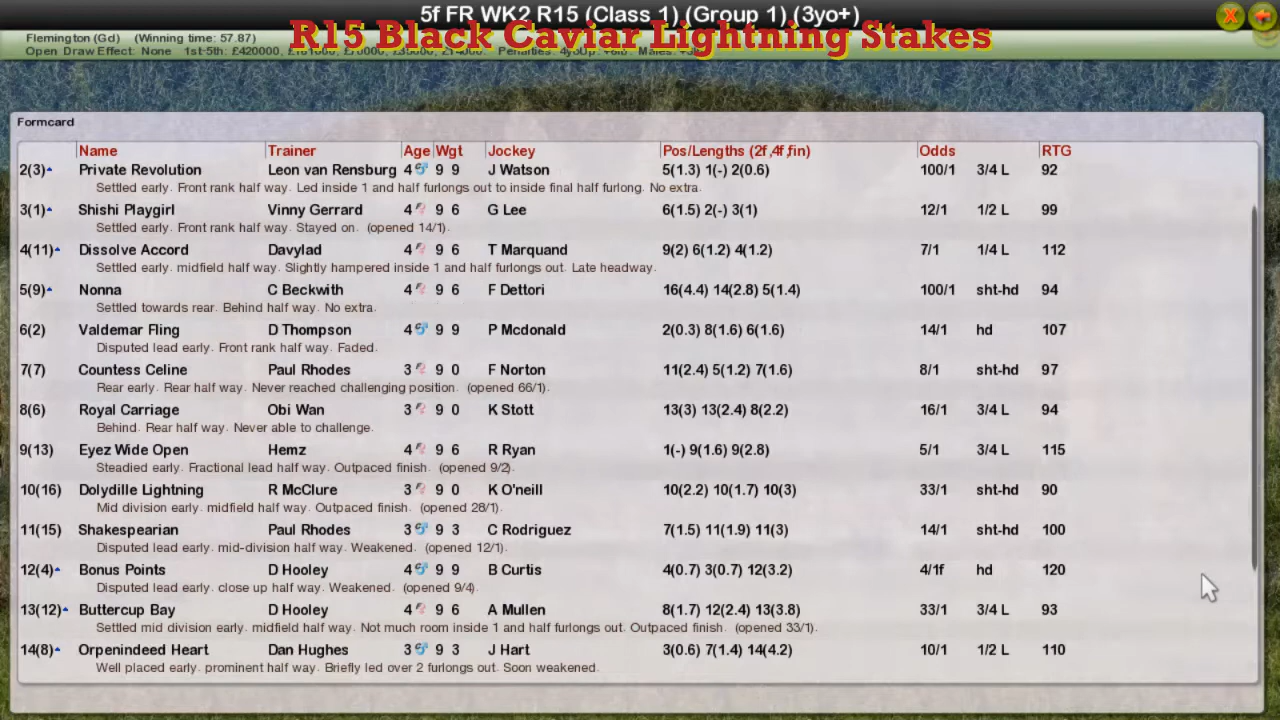 5f FR WK2 R15 (Class 1) (Group 1) (3yo+)
R15 Black Caviar Lightning Stakes
Flemington (Gd) (Winning time: 57.87)
Open Draw Effect: None 1st-5th: £420000,
Formcard
Name Trainer Age Wgt Jockey Pos/Lengths (2f,4f,fin) Odds RTG
2(3) Private Revolution Leon van Rensburg 4 9 9 J Watson 5(1.3) 1(-) 2(0.6) 100/1 3/4 L 92
Settled early. Front rank half way. Led inside 1 and half furlongs out to inside final half furlong. No extra.
3(1) Shishi Playgirl Vinny Gerrard 4 9 6 G Lee 6(1.5) 2(-) 3(1) 12/1 1/2 L 99
Settled early. Front rank half way. Stayed on. (opened 14/1).
4(11) Dissolve Accord Davylad 4 9 6 T Marquand 9(2) 6(1.2) 4(1.2) 7/1 1/4 L 112
Settled early. midfield half way. Slightly hampered inside 1 and half furlongs out. Late headway.
5(9) Nonna C Beckwith 4 9 6 F Dettori 16(4.4) 14(2.8) 5(1.4) 100/1 sht-hd 94
Settled towards rear. Behind half way. No extra.
6(2) Valdemar Fling D Thompson 4 9 9 P Mcdonald 2(0.3) 8(1.6) 6(1.6) 14/1 hd 107
Disputed lead early. Front rank half way. Faded.
7(7) Countess Celine Paul Rhodes 3 9 0 F Norton 11(2.4) 5(1.2) 7(1.6) 8/1 sht-hd 97
Rear early. Rear half way. Never reached challenging position. (opened 66/1).
8(6) Royal Carriage Obi Wan 3 9 0 K Stott 13(3) 13(2.4) 8(2.2) 16/1 3/4 L 94
Behind. Rear half way. Never able to challenge.
9(13) Eyez Wide Open Hemz 4 9 6 R Ryan 1(-) 9(1.6) 9(2.8) 5/1 3/4 L 115
Steadied early. Fractional lead half way. Outpaced finish. (opened 9/2).
10(16) Dolydille Lightning R McClure 3 9 0 K O'neill 10(2.2) 10(1.7) 10(3) 33/1 sht-hd 90
Mid division early. midfield half way. Outpaced finish. (opened 28/1).
11(15) Shakespearian Paul Rhodes 3 9 3 C Rodriguez 7(1.5) 11(1.9) 11(3) 14/1 sht-hd 100
Disputed lead early. mid-division half way. Weakened. (opened 12/1).
12(4) Bonus Points D Hooley 4 9 9 B Curtis 4(0.7) 3(0.7) 12(3.2) 4/1f hd 120
Disputed lead early. close up half way. Weakened. (opened 9/4).
13(12) Buttercup Bay D Hooley 4 9 6 A Mullen 8(1.7) 12(2.4) 13(3.8) 33/1 3/4 L 93
Settled mid division early. midfield half way. Not much room inside 1 and half furlongs out. Outpaced finish. (opened 33/1).
14(8) Orpenindeed Heart Dan Hughes 3 9 3 J Hart 3(0.6) 7(1.4) 14(4.2) 10/1 1/2 L 110
Well placed early. prominent half way. Briefly led over 2 furlongs out. Soon weakened.